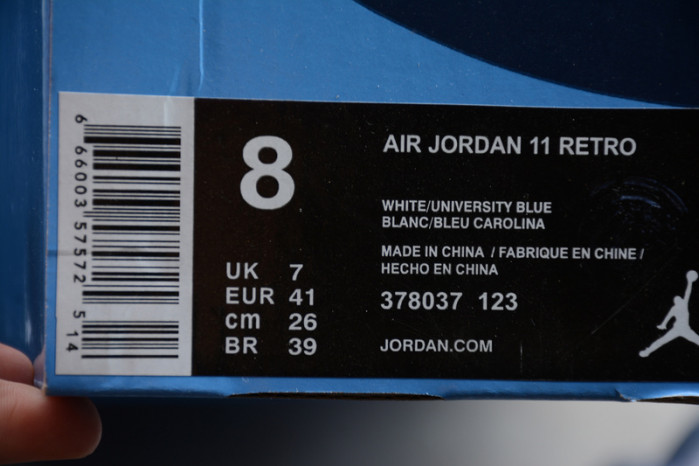 6 66003 57572 5 14
8
UK 7
EUR 41
cm 26
BR 39
AIR JORDAN 11 RETRO
WHITE/UNIVERSITY BLUE
BLANC/BLEU CAROLINA
MADE IN CHINA / FABRIQUE EN CHINE /
HECHO EN CHINA
378037 123
JORDAN.COM